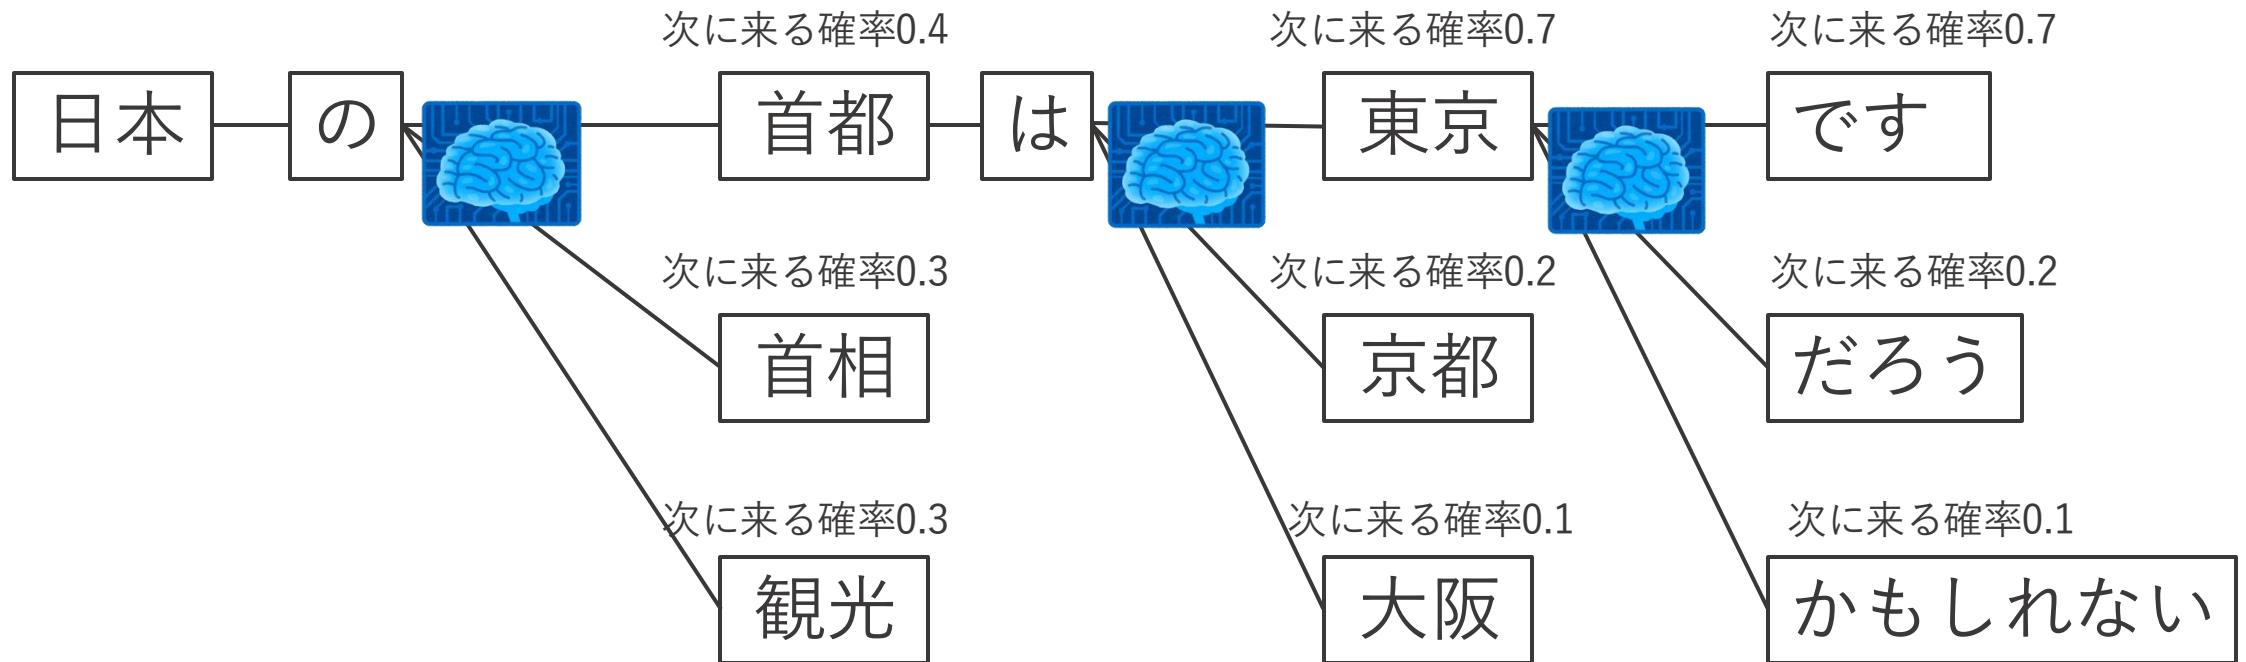 次に来る確率0.4
次に来る確率0.7
次に来る確率0.7
日本
の
首都
は
東京
です
次に来る確率0.3
次に来る確率0.2
次に来る確率0.2
首相
京都
だろう
次に来る確率0.3
次に来る確率0.1
次に来る確率0.1
観光
大阪
かもしれない